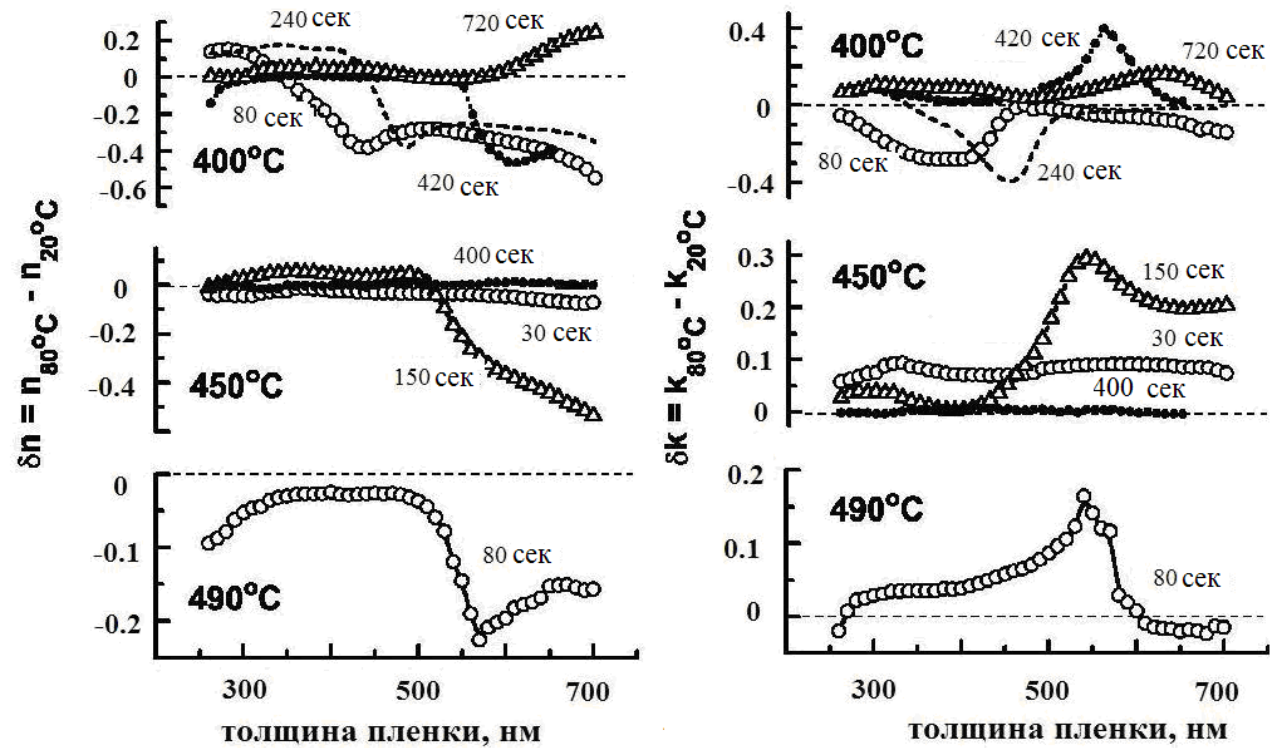 240 сек
720 сек
0.2
0
-0.2
-0.4
-0.6
80 сек
400°C
420 сек
δn = n80°C - n20°C
0
-0.2
-0.4
400 сек
30 сек
450°C
150 сек
0
-0.1
-0.2
80 сек
490°C
300
500
700
толщина пленки, нм
0.4
0
-0.4
400°C
420 сек
720 сек
80 сек
240 сек
δk = k80°C - k20°C
0.3
0.2
0.1
0
450°C
150 сек
30 сек
400 сек
0.2
0.1
0
490°C
80 сек
300
500
700
толщина пленки, нм